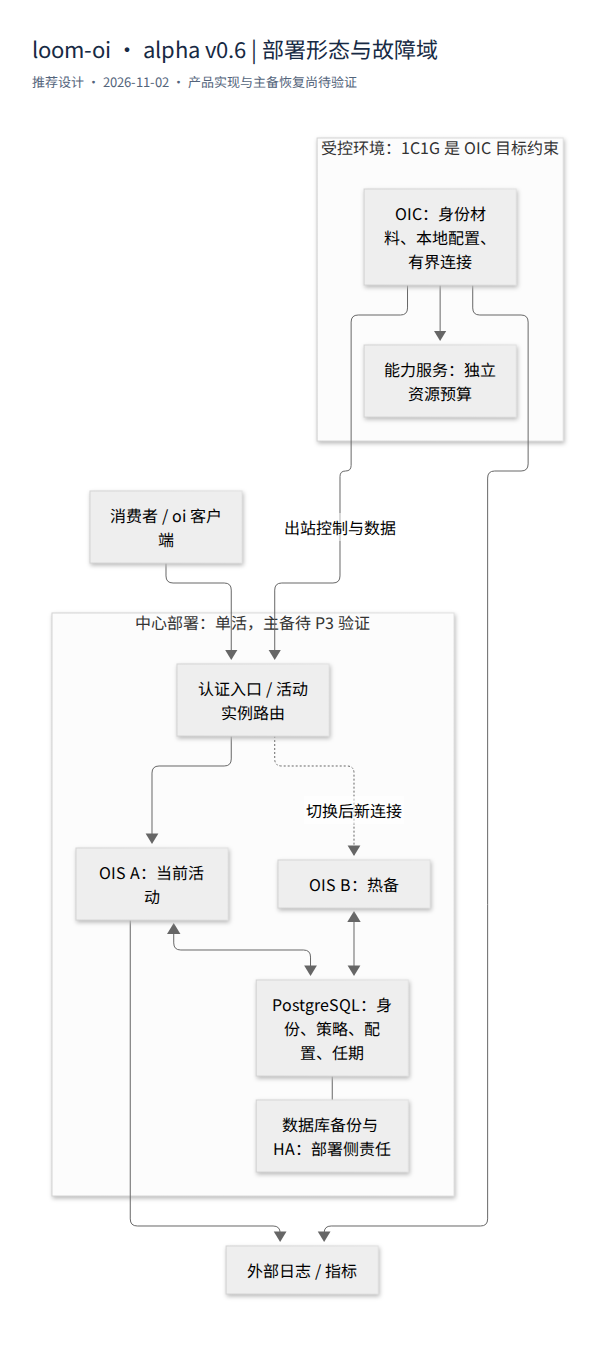 loom-oi · alpha v0.6 | 部署形态与故障域
推荐设计 · 2026-11-02 · 产品实现与主备恢复尚待验证
受控环境：1C1G 是 OIC 目标约束
OIC：身份材
料、本地配置、
有界连接
能力服务：独立
资源预算
消费者 / oi 客户
端
出站控制与数据
中心部署：单活，主备待 P3 验证
认证入口 / 活动
实例路由
切换后新连接
OIS A：当前活
动
OIS B：热备
PostgreSQL：身
份、策略、配
置、任期
数据库备份与
HA：部署侧责任
外部日志 / 指标